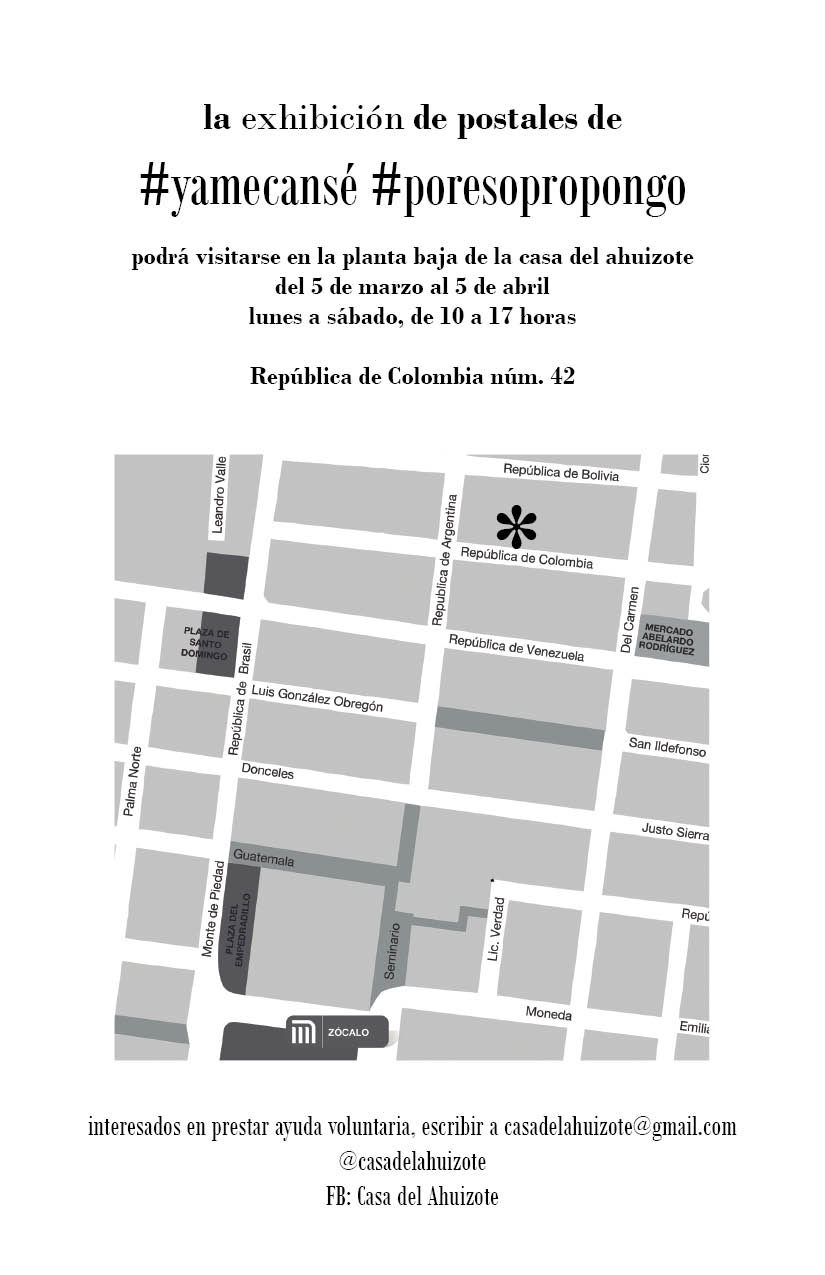 la exhibición de postales de
#yamecansé #poresopropongo
podrá visitarse en la planta baja de la casa del ahuizote
del 5 de marzo al 5 de abril
lunes a sábado, de 10 a 17 horas
República de Colombia núm. 42
República de Bolivia
Leandro Valle
Republica de Argentina
República de Colombia
Del Carmen
MERCADO
ABELARDO
RODRÍGUEZ
PLAZA DE
SANTO
DOMINGO
República de Venezuela
República de Brasil
Luis González Obregón
San Ildefonso
Palma Norte
Donceles
Justo Sierra
Guatemala
Monte de Piedad
PLAZA DEL
EMPEDRADILLO
Seminario
Lic. Verdad
Repú
Moneda
Emilia
ZÓCALO
interesados en prestar ayuda voluntaria, escribir a casadelahuizote@gmail.com
@casadelahuizote
FB: Casa del Ahuizote